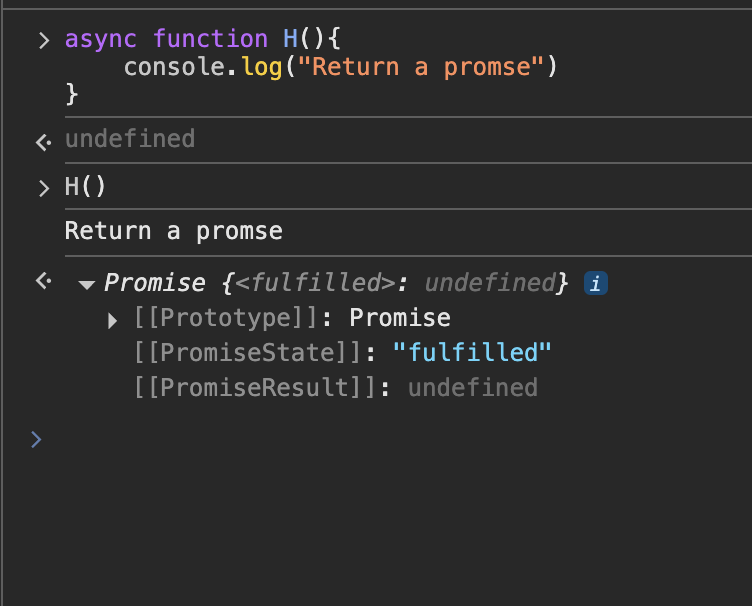 async function H(){
console.log("Return a promse")
}
undefined
H()
Return a promse
Promise {<fulfilled>: undefined} i
[[Prototype]]: Promise
[[PromiseState]]: "fulfilled"
[[PromiseResult]]: undefined